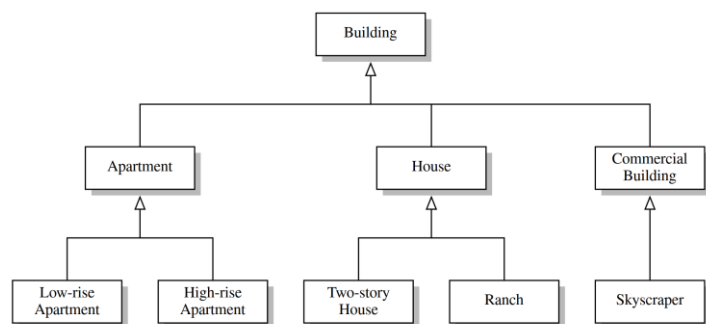 Building
Apartment
House
Commercial
Building
Low-rise
Apartment
High-rise
Apartment
Two-story
House
Ranch
Skyscraper